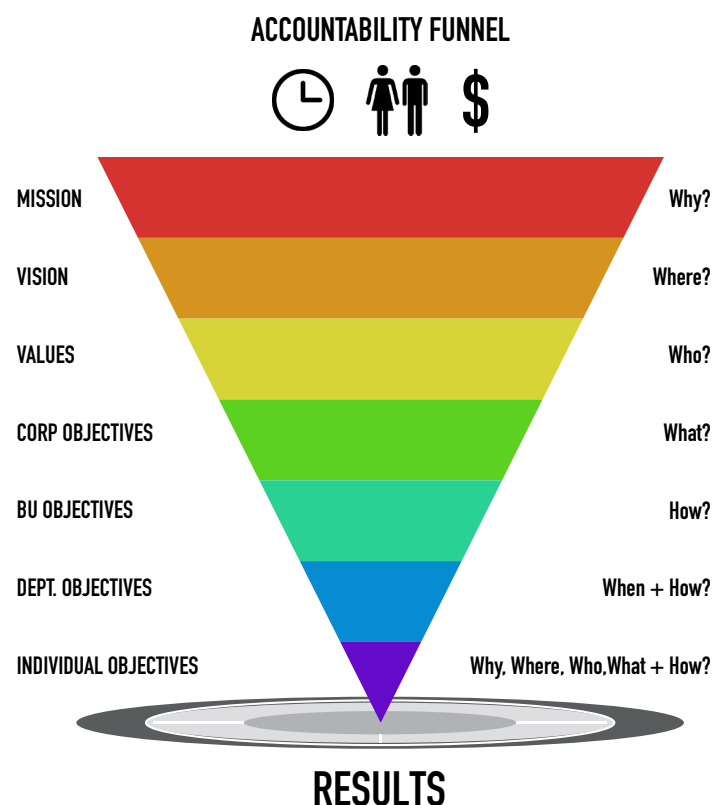 ACCOUNTABILITY FUNNEL
$
MISSION Why?
VISION Where?
VALUES Who?
CORP OBJECTIVES What?
BU OBJECTIVES How?
DEPT. OBJECTIVES When + How?
INDIVIDUAL OBJECTIVES Why, Where, Who,What + How?
RESULTS